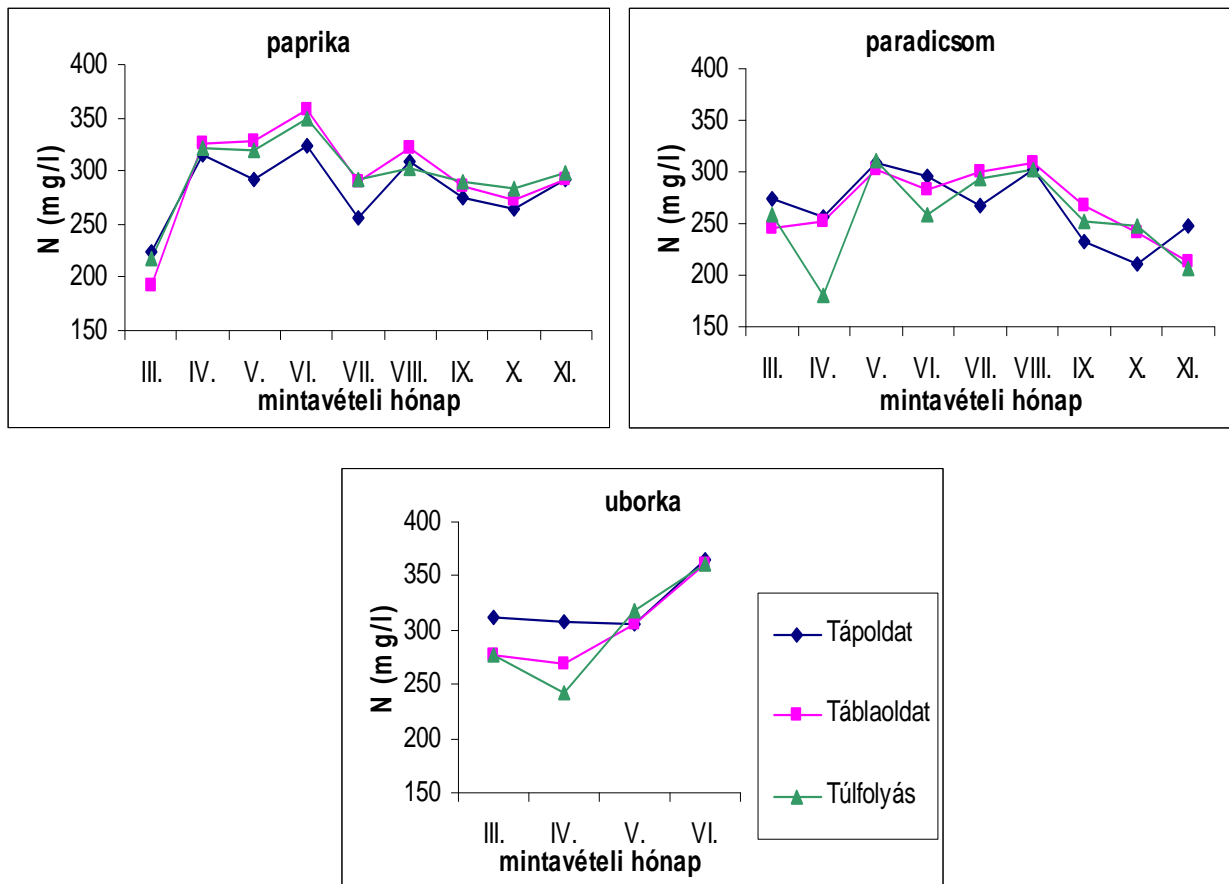 paprika
N (mg/l)
400
350
300
250
200
150
III. IV. V. VI. VII. VIII. IX. X. XI.
mintavételi hónap
paradicsom
N (mg/l)
400
350
300
250
200
150
III. IV. V. VI. VII. VIII. IX. X. XI.
mintavételi hónap
uborka
N (mg/l)
400
350
300
250
200
150
III. IV. V. VI.
mintavételi hónap
Tápoldat
Táblaoldat
Túlfolyás